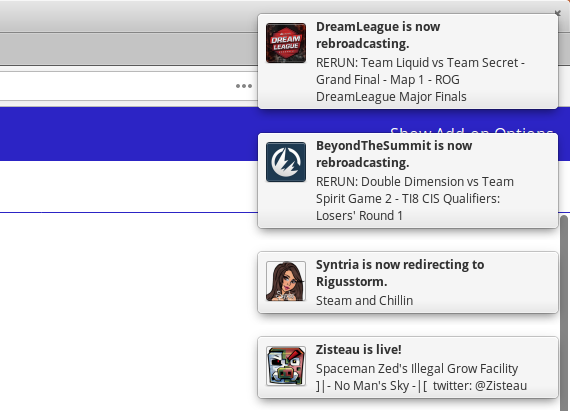 DreamLeague is now
rebroadcasting.
RERUN: Team Liquid vs Team Secret -
Grand Final - Map 1 - ROG
DreamLeague Major Finals
Show Add-on Options
BeyondTheSummit is now
rebroadcasting.
RERUN: Double Dimension vs Team
Spirit Game 2 - TI8 CIS Qualifiers:
Losers' Round 1
Syntria is now redirecting to
Rigusstorm.
Steam and Chillin
Zisteau is live!
Spaceman Zed's Illegal Grow Facility
]|- No Man's Sky -|[ twitter: @Zisteau
DREAM
LEAGUE